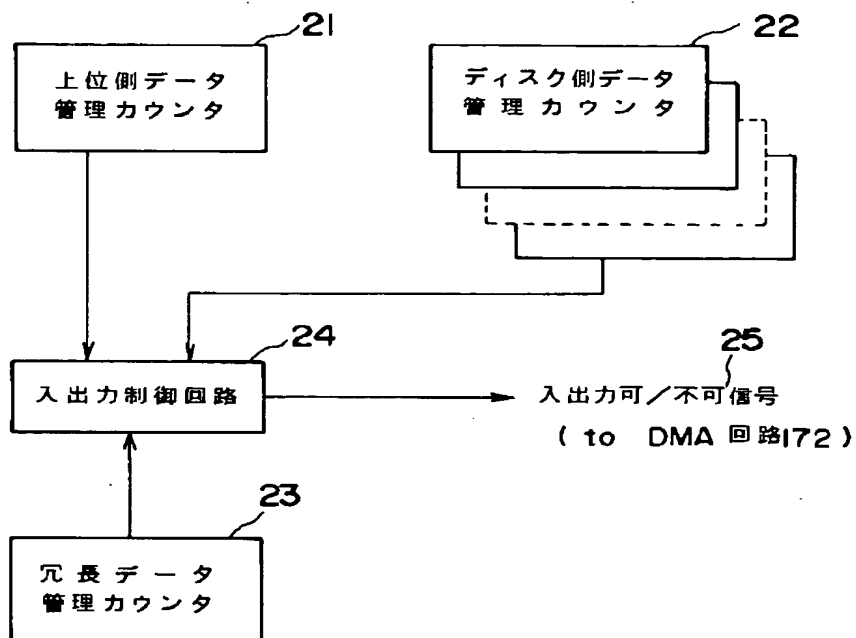 21
上位側データ
管理カウンタ
22
ディスク側データ
管理カウンタ
24
入出力制御回路
25
入出力可／不可信号
( to DMA 回路172 )
23
冗長データ
管理カウンタ